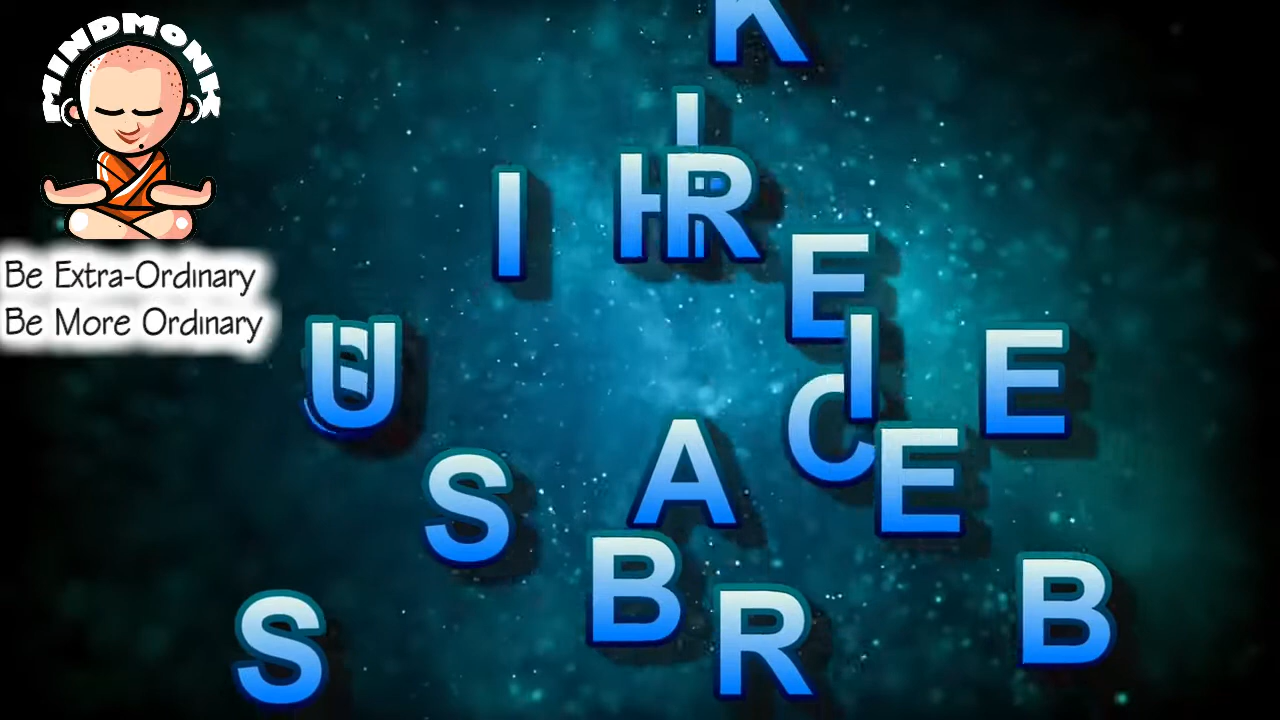 MINDMONK
Be Extra-Ordinary
Be More Ordinary
K
I
I H R
E
U S I E
C
S A E
B R B
S